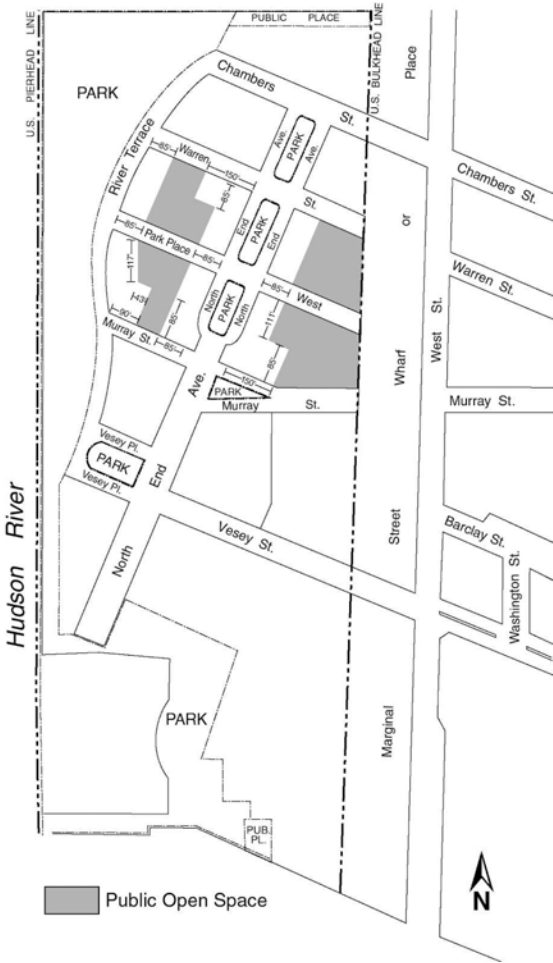 PUBLIC PLACE
U.S. PIERHEAD LINE
U.S. BULKHEAD LINE
Place
PARK
Chambers
St.
Ave.
PARK
Ave.
River Terrace
85'
Warren
150'
St.
Chambers St.
85'
or
85'
Park Place
85'
End
PARK
End
Warren St.
117'
43'
North
PARK
North
85'
West
111'
West St.
90'
85'
Murray St.
85'
85'
150'
Wharf
Ave.
PARK
Murray St.
Murray St.
Vesey Pl.
PARK
Vesey Pl.
End
Hudson River
Vesey St.
Street
Barclay St.
Washington St.
North
PARK
Marginal
PUB.
PL.
N
Public Open Space